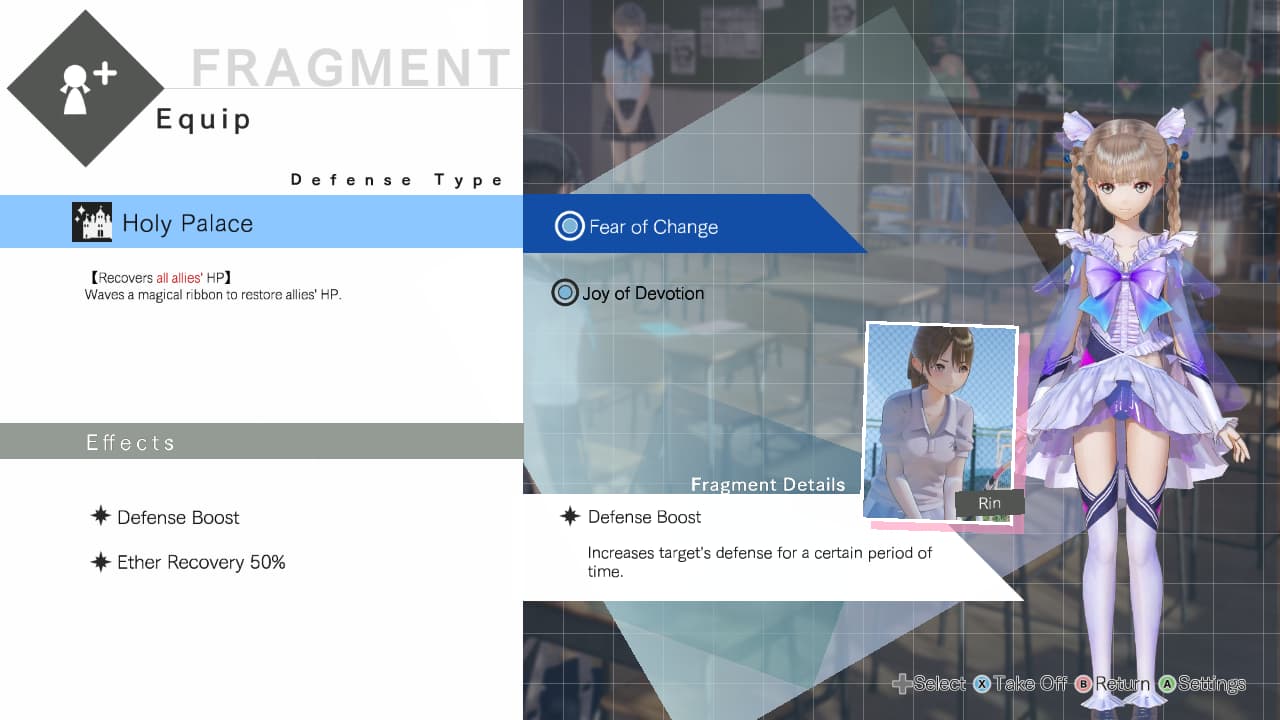 FRAGMENT
Equip
Defense Type
Holy Palace
【Recovers all allies' HP】
Waves a magical ribbon to restore allies' HP.
Effects
Defense Boost
Ether Recovery 50%
Fear of Change
Joy of Devotion
Fragment Details
Rin
Defense Boost
Increases target's defense for a certain period of
time.
Select X Take Off B Return A Settings